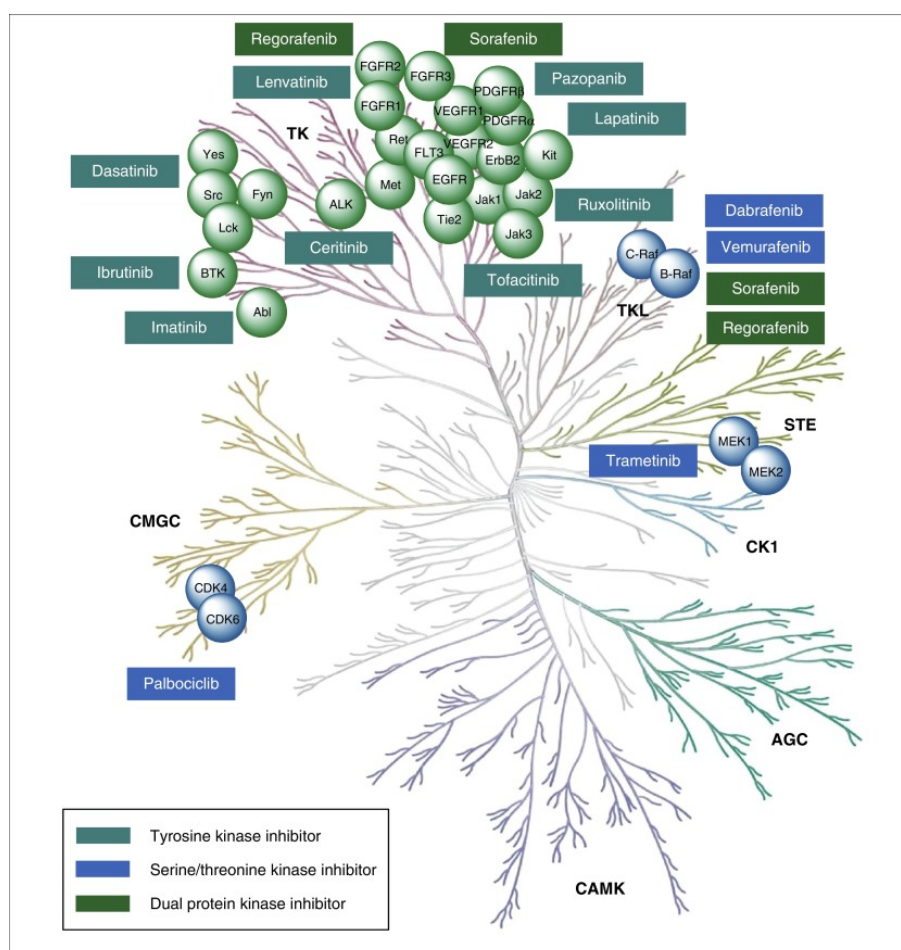 Regorafenib
Sorafenib
Lenvatinib
FGFR2
FGFR3
Pazopanib
PDGFRβ
FGFR1
VEGFR1
PDGFRα
Lapatinib
TK
Ret
VEGFR2
FLT3
ErbB2
Kit
Yes
Dasatinib
Met
EGFR
Src
Fyn
ALK
Jak1
Jak2
Ruxolitinib
Dabrafenib
Lck
Tie2
Jak3
Ceritinib
C-Raf
Vemurafenib
Ibrutinib
BTK
Tofacitinib
B-Raf
Sorafenib
Imatinib
Abl
TKL
Regorafenib
STE
MEK1
Trametinib
MEK2
CMGC
CK1
CDK4
CDK6
Palbociclib
AGC
Tyrosine kinase inhibitor
Serine/threonine kinase inhibitor
Dual protein kinase inhibitor
CAMK